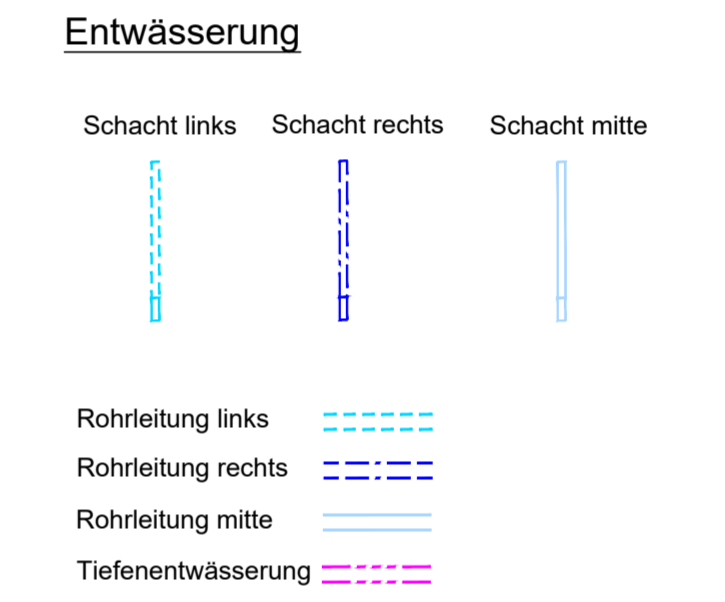 Entwässerung
Schacht links Schacht rechts Schacht mitte
Rohrleitung links
Rohrleitung rechts
Rohrleitung mitte
Tiefenentwässerung